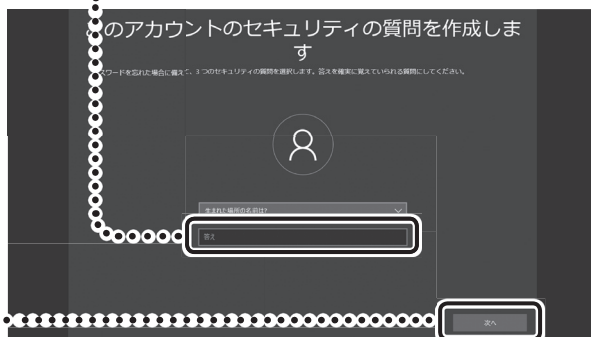 のアカウントのセキュリティの質問を作成しま
す
スワードを忘れた場合に備えて、3 つのセキュリティの質問を選択します。答えを確実に覚えていられる質問にしてください。
生まれた場所の名前は?
答え
次へ